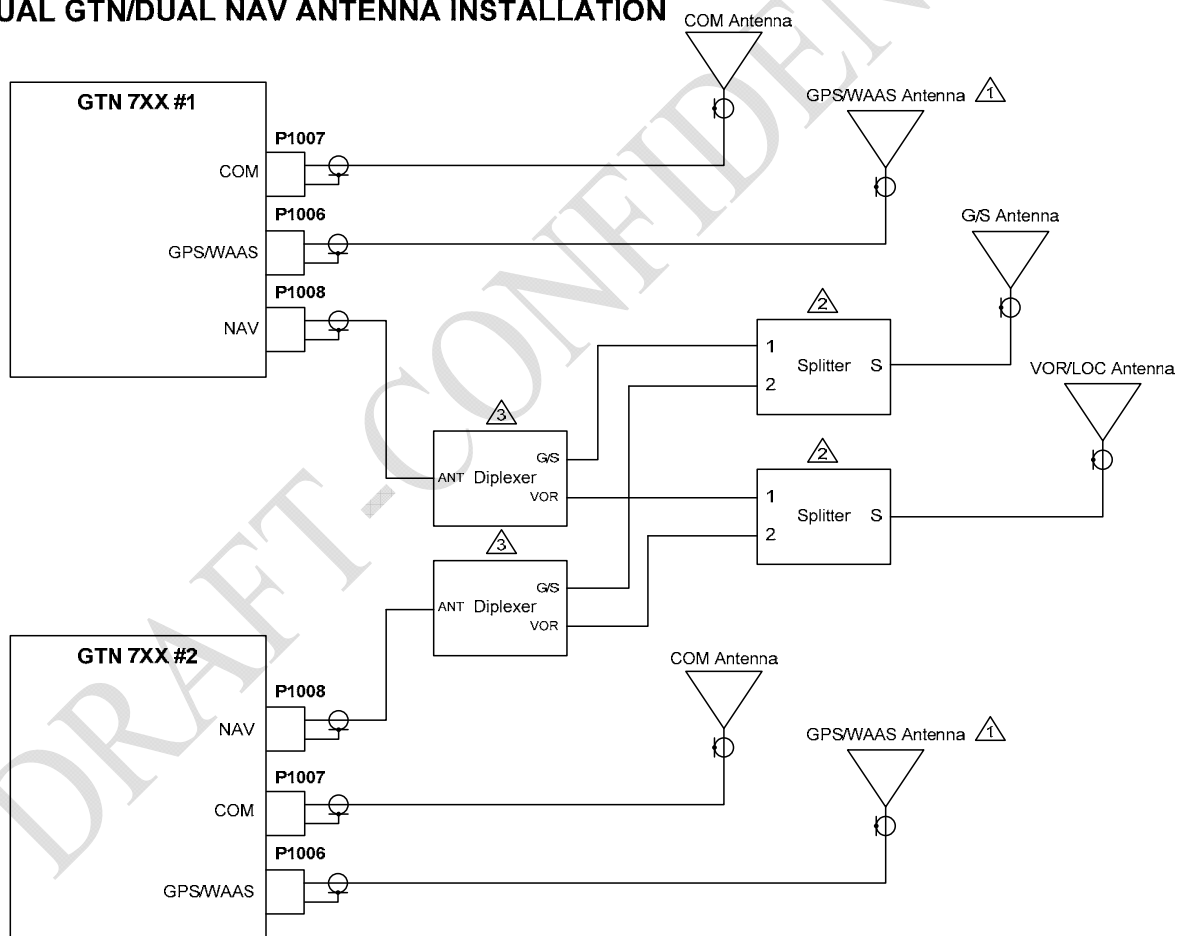 UAL GTN/DUAL NAV ANTENNA INSTALLATION
COM Antenna
GTN 7XX #1
GPS/WAAS Antenna 1
P1007
COM
P1006
G/S Antenna
GPS/WAAS
P1008
NAV
2
1
Splitter S
2
VOR/LOC Antenna
3
G/S
ANT Diplexer
VOR
2
1
Splitter S
2
3
G/S
ANT Diplexer
VOR
GTN 7XX #2
COM Antenna
P1008
NAV
GPS/WAAS Antenna 1
P1007
COM
P1006
GPS/WAAS
DRAFT - CONFIDEN